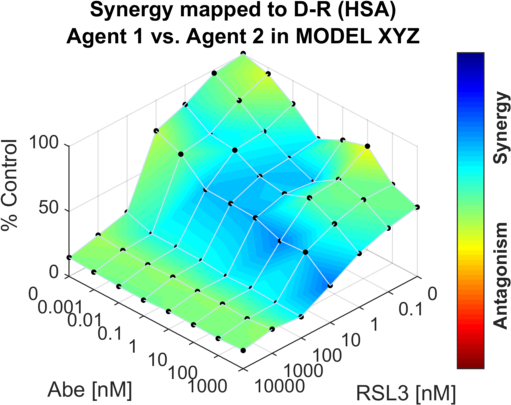 Synergy mapped to D-R (HSA)
Agent 1 vs. Agent 2 in MODEL XYZ
% Control
100
50
0
0
0.001
0.01
0.1
1
10
100
1000
Abe [nM]
10000
1000
100
10
1
0
RSL3 [nM]
Synergy
Antagonism